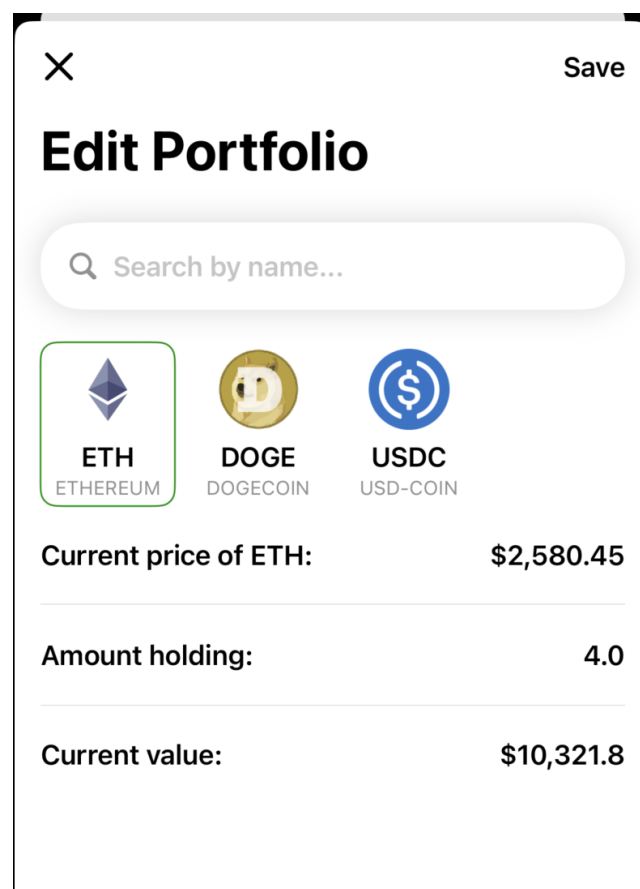 Save
Edit Portfolio
Search by name...
ETH DOGE USDC
ETHEREUM DOGECOIN USD-COIN
Current price of ETH: $2,580.45
Amount holding: 4.0
Current value: $10,321.8